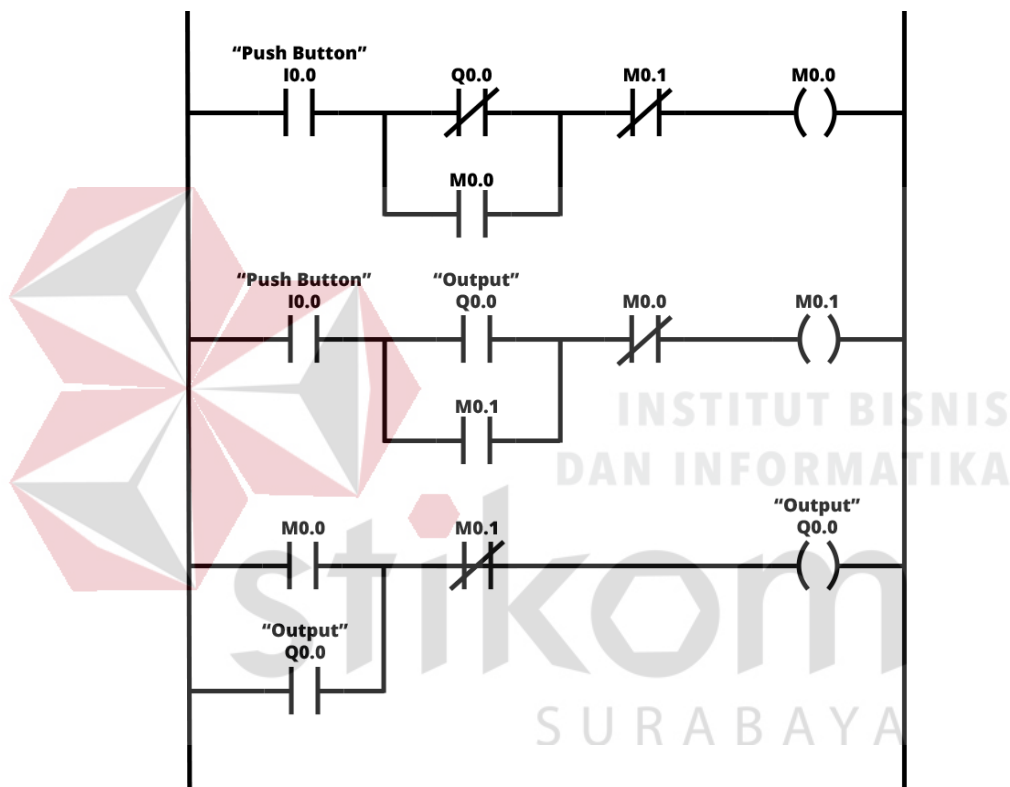 “Push Button”
I0.0
Q0.0
M0.1
M0.0
M0.0
“Push Button”
I0.0
“Output”
Q0.0
M0.0
M0.1
M0.1
INSTITUT BISNIS
DAN INFORMATIKA
M0.0
M0.1
“Output”
Q0.0
stikom
“Output”
Q0.0
SURABAYA